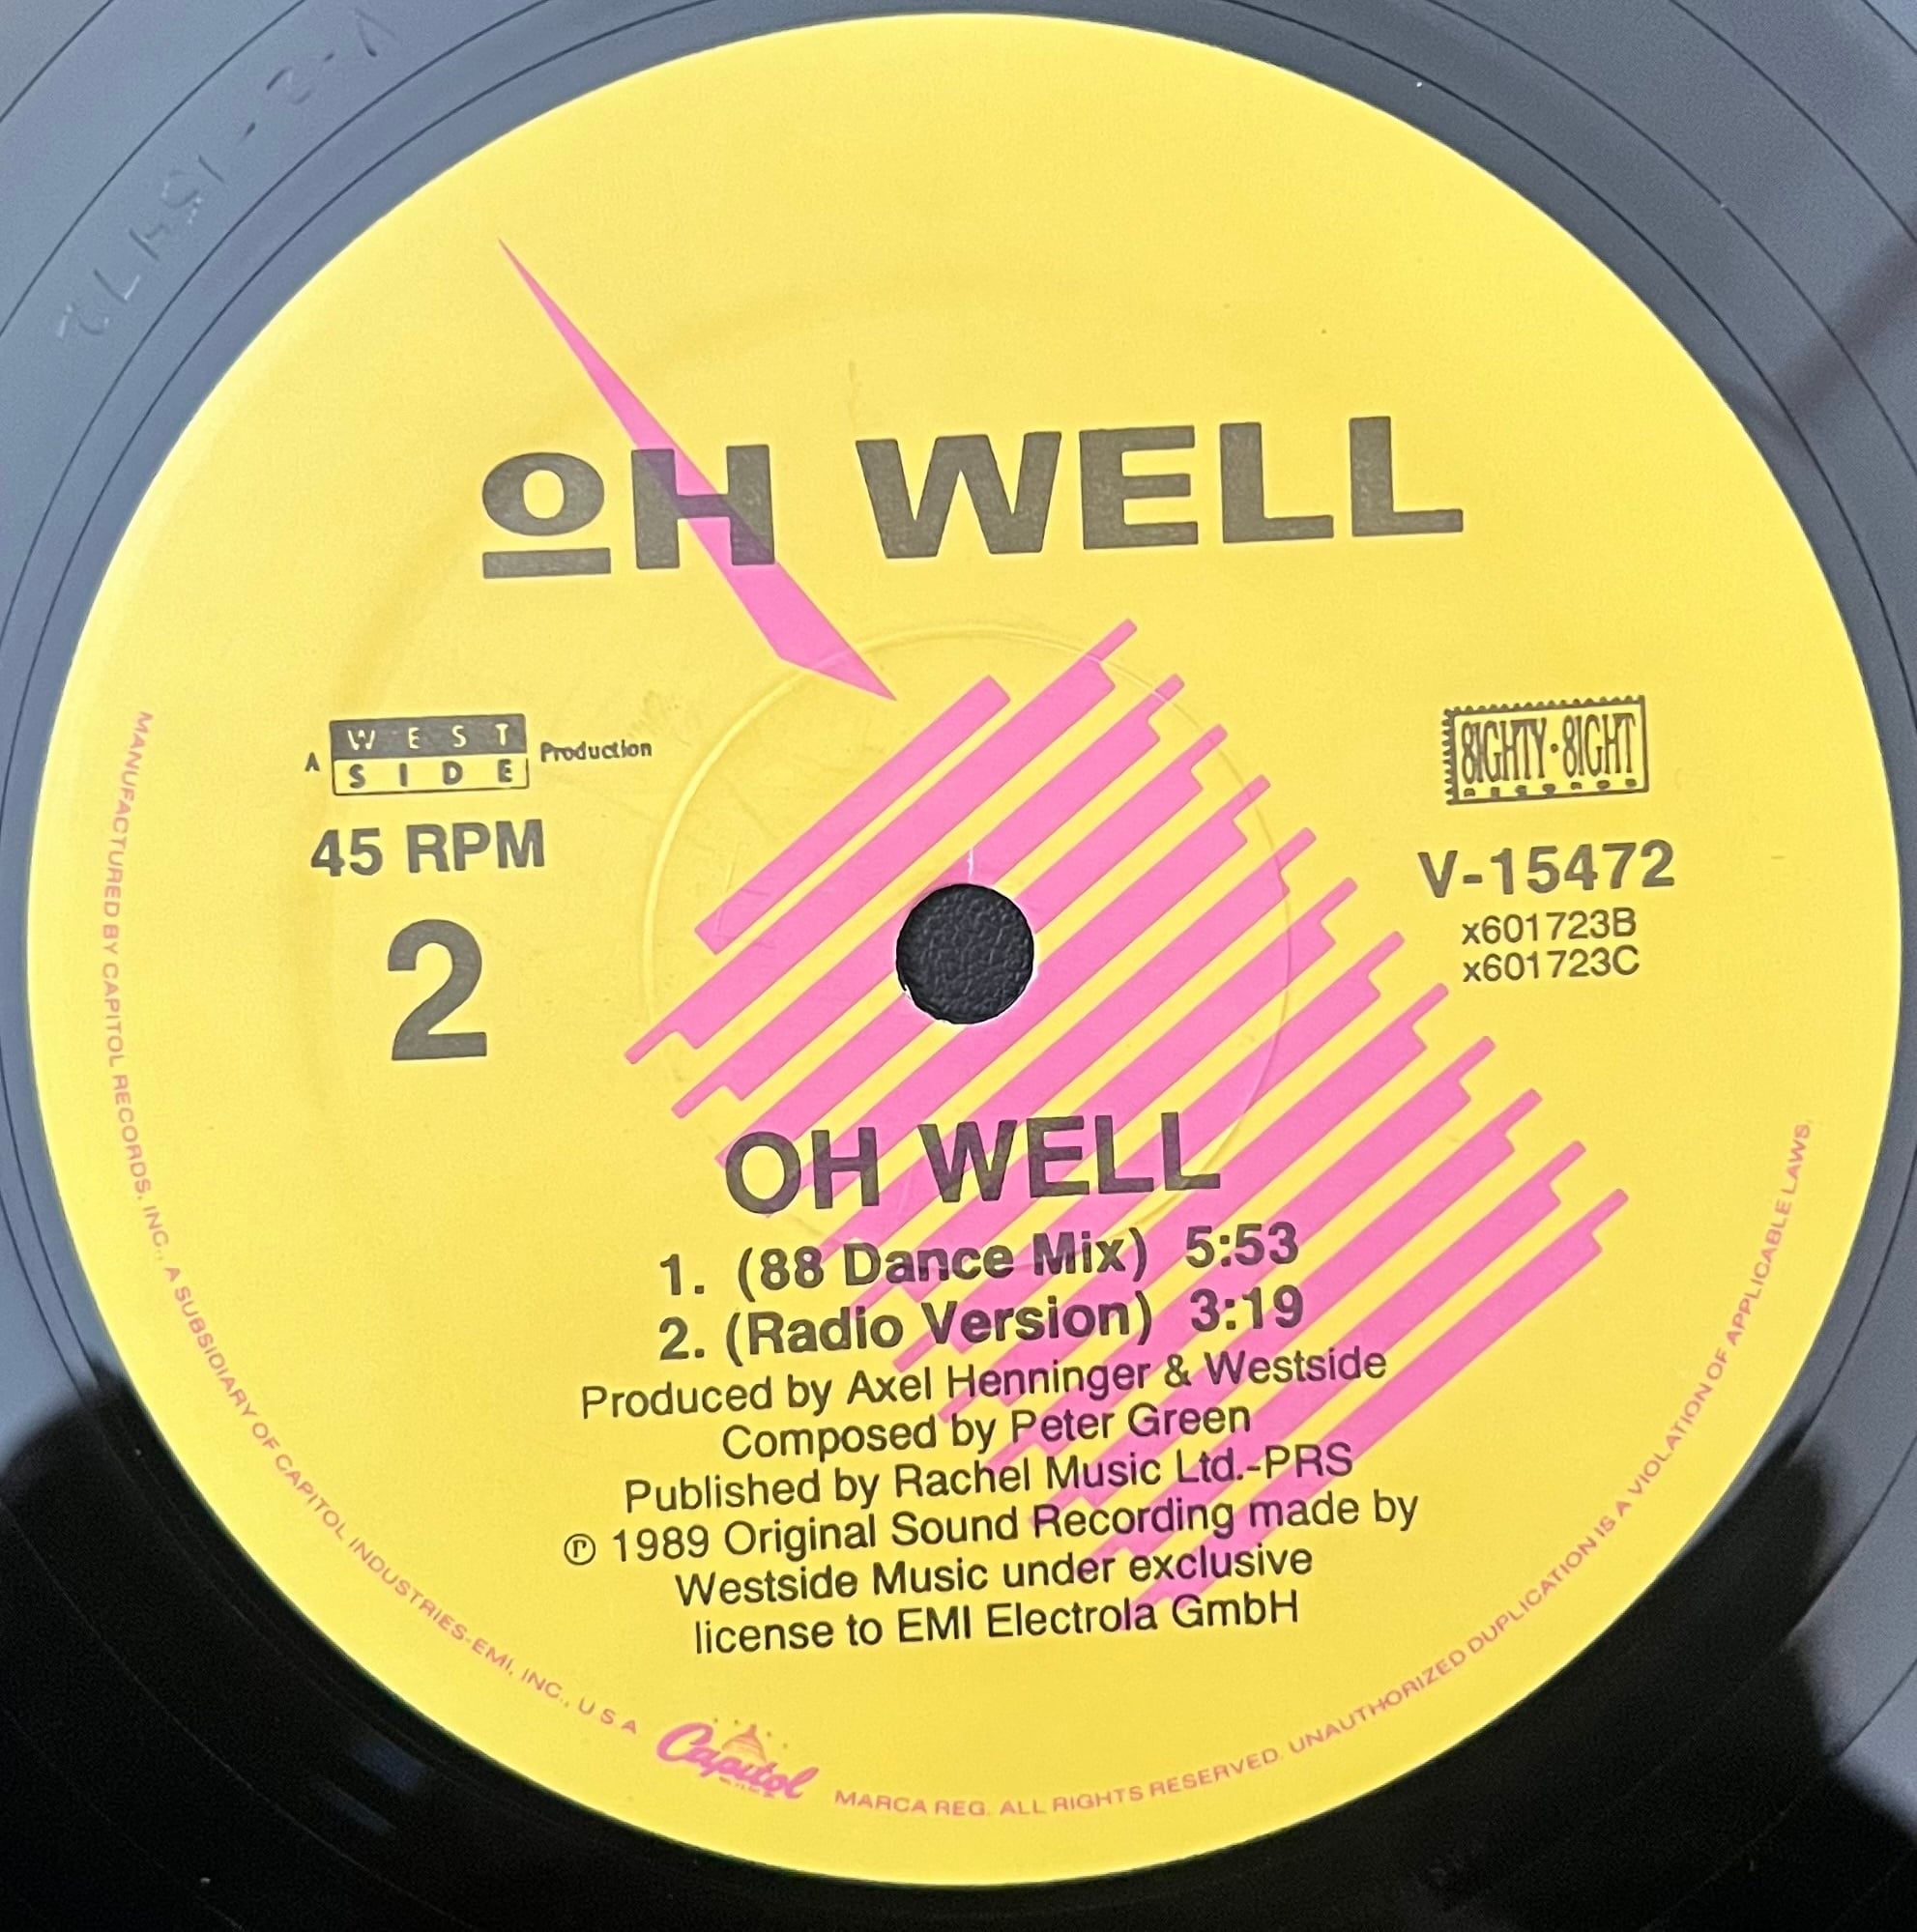 V-2-15472
OH WELL
A WEST SIDE Production
8IGHTY·8IGHT
RECORDS
45 RPM
2
V-15472
x601723B
x601723C
OH WELL
1. (88 Dance Mix) 5:53
2. (Radio Version) 3:19
Produced by Axel Henninger & Westside
Composed by Peter Green
Published by Rachel Music Ltd.-PRS
℗ 1989 Original Sound Recording made by
Westside Music under exclusive
license to EMI Electrola GmbH
MANUFACTURED BY CAPITOL RECORDS, INC., A SUBSIDIARY OF CAPITOL INDUSTRIES-EMI, INC., U S A Capitol MARCA REG. ALL RIGHTS RESERVED. UNAUTHORIZED DUPLICATION IS A VIOLATION OF APPLICABLE LAWS.